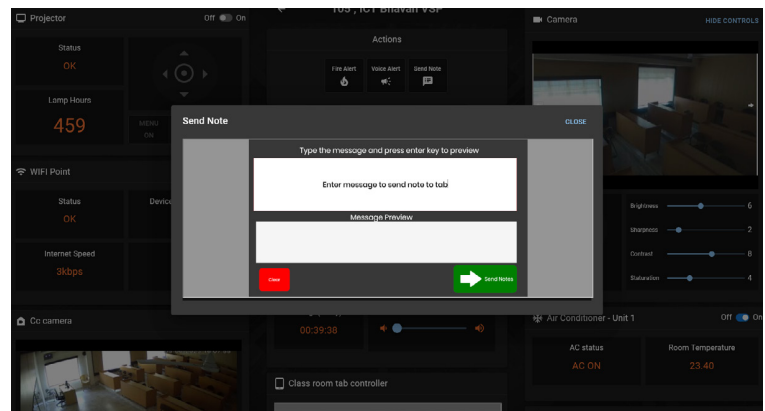 105 , ICT Bhavan VSP
Projector
Off On
Status
OK
Lamp Hours
459
MENU
ON
WIFI Point
Status
OK
Internet Speed
3kbps
Cc camera
Actions
Fire Alert Voice Alert Send Note
Send Note
CLOSE
Type the message and press enter key to preview
Enter message to send note to tab
Message Preview
Clear
Send Notes
00:39:38
Class room tab controller
Camera
HIDE CONTROLS
Brightness 6
Sharpness 2
Contrast 8
Staturation 4
Air Conditioner - Unit 1
Off On
AC status
AC ON
Room Temperature
23.40